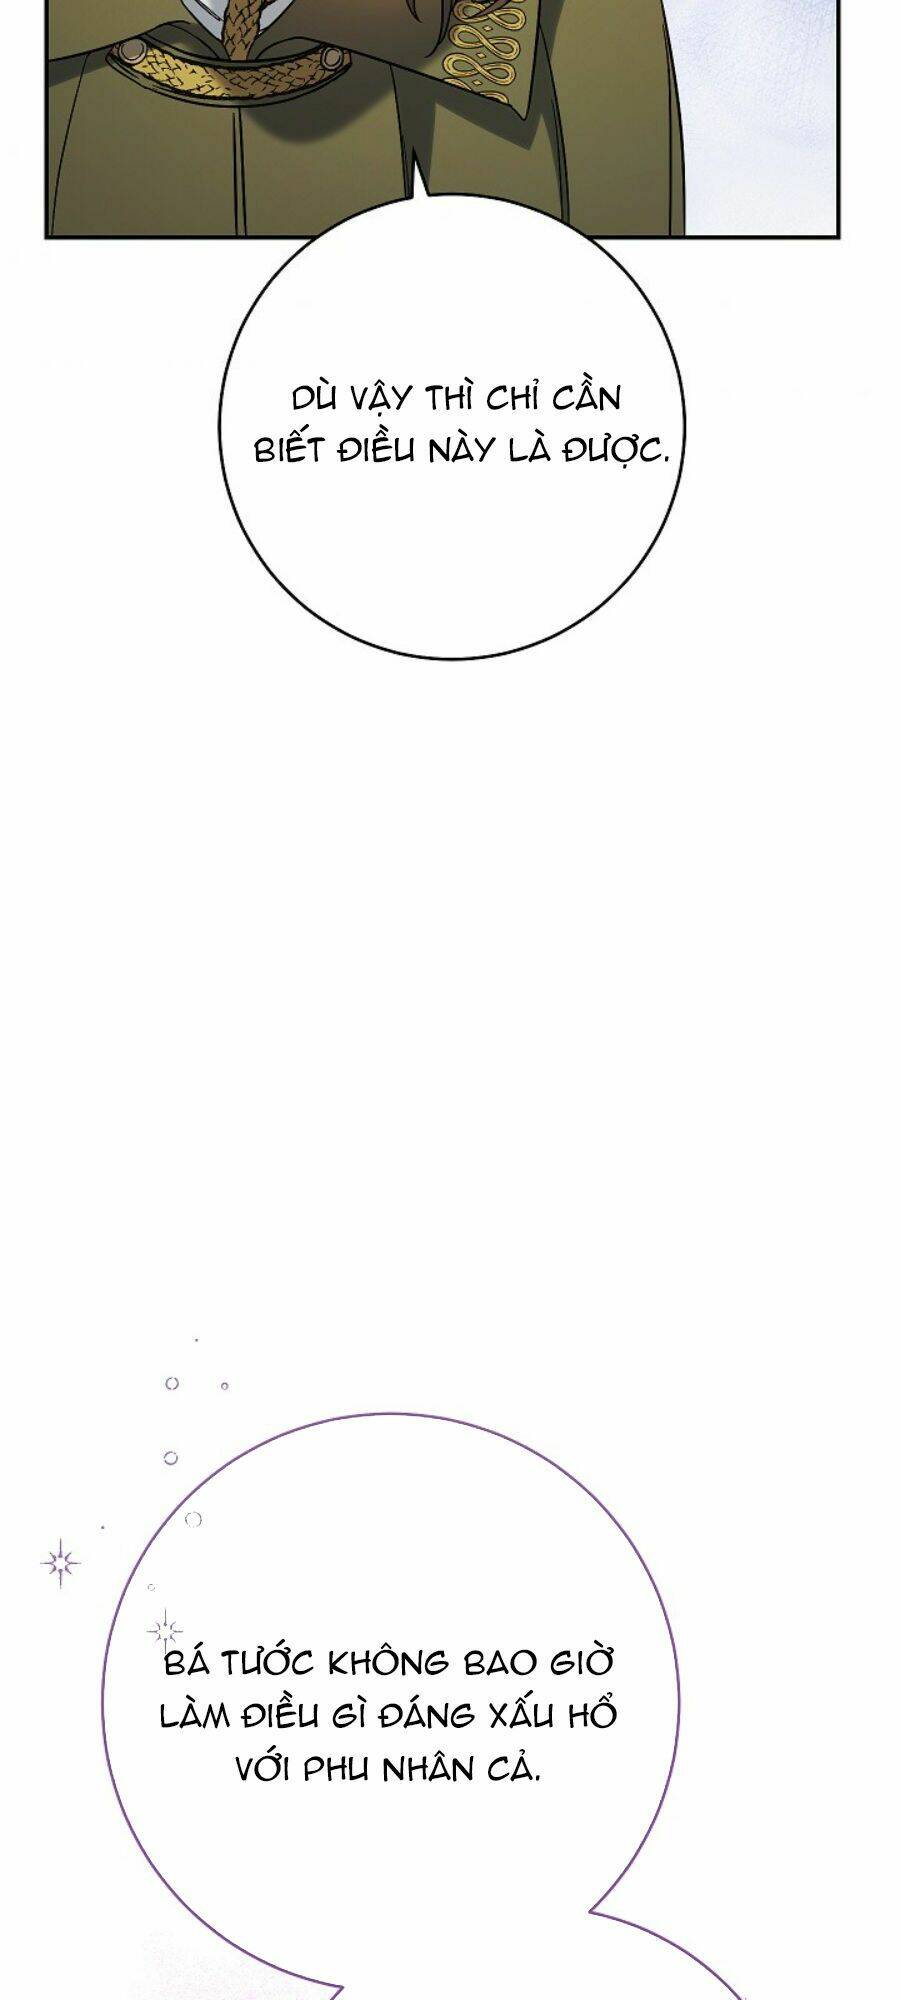 DÙ VẬY THÌ CHỈ CẦN
BIẾT ĐIỀU NÀY LÀ ĐƯỢC.
BÁ TƯỚC KHÔNG BAO GIỜ
LÀM ĐIỀU GÌ ĐÁNG XẤU HỔ
VỚI PHU NHÂN CẢ.